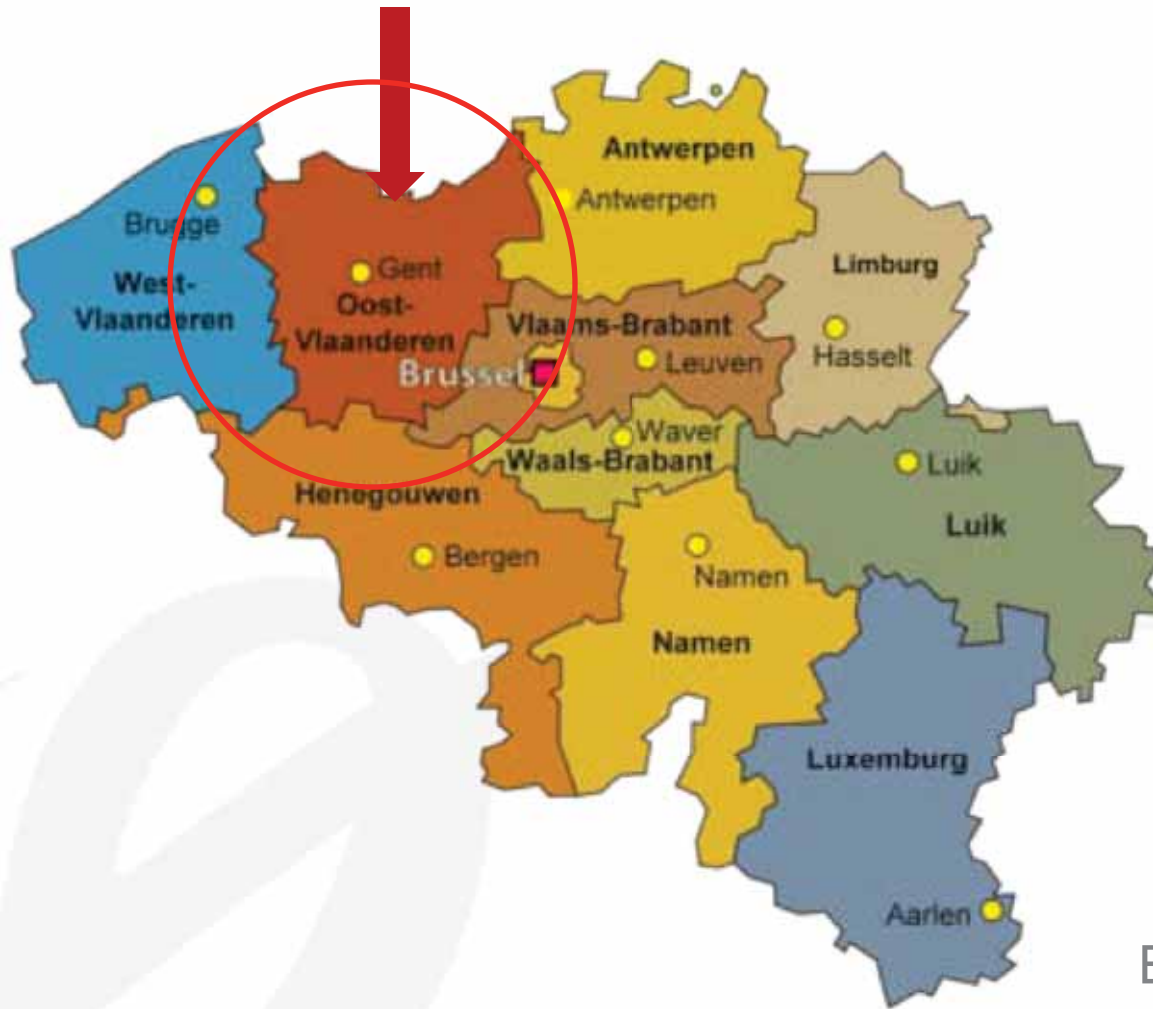 Antwerpen
Brugge
Antwerpen
Limburg
Gent
West-
Vlaanderen
Oost-
Vlaanderen
Vlaams-Brabant
Hasselt
Leuven
Brussel
Waver
Waals-Brabant
Luik
Henegouwen
Luik
Bergen
Namen
Namen
Luxemburg
Aarlen
E